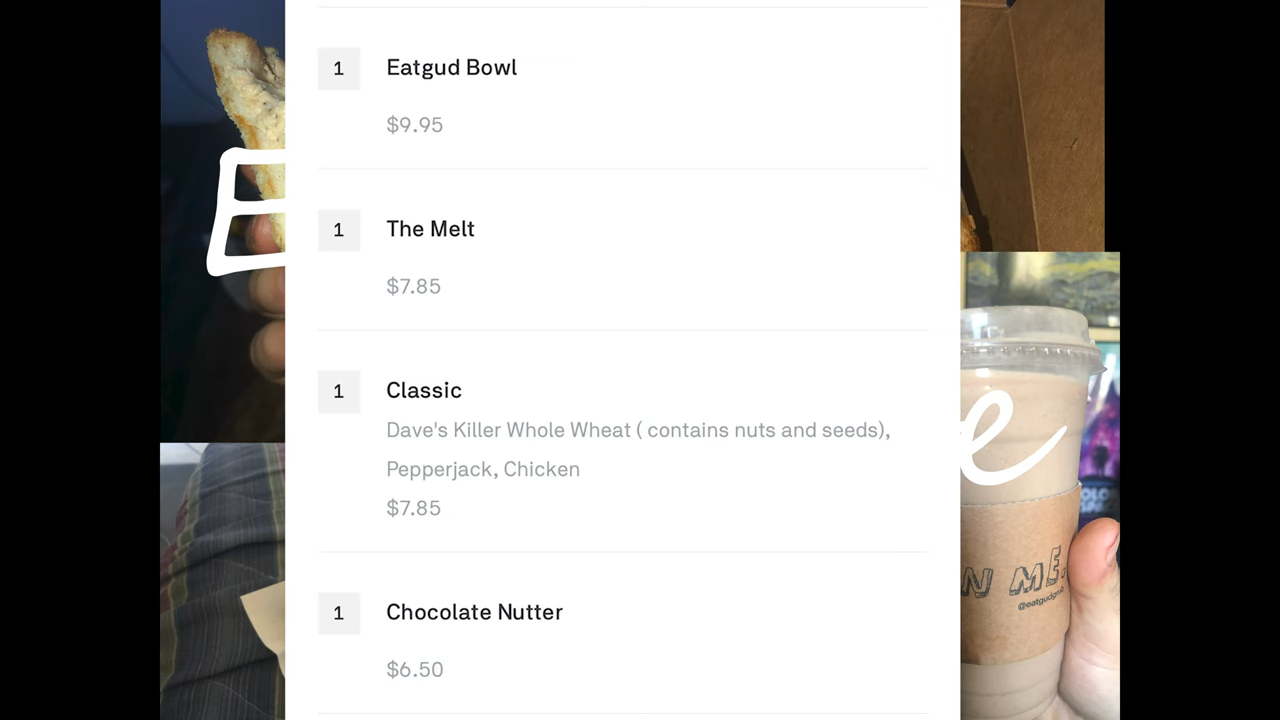 1 Eatgud Bowl
$9.95
1 The Melt
$7.85
1 Classic
Dave's Killer Whole Wheat ( contains nuts and seeds),
Pepperjack, Chicken
$7.85
1 Chocolate Nutter
$6.50
e
N ME.